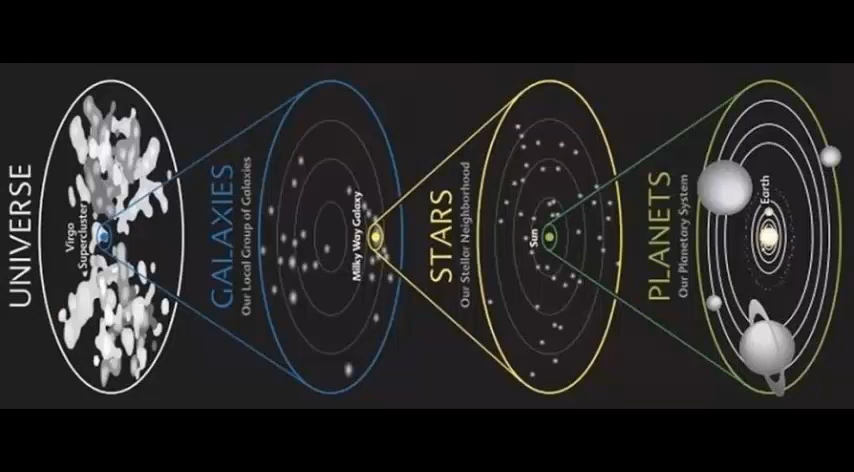 UNIVERSE
Virgo
Supercluster
GALAXIES
Our Local Group of Galaxies
Milky Way Galaxy
STARS
Our Stellar Neighborhood
Sun
PLANETS
Our Planetary System
Earth